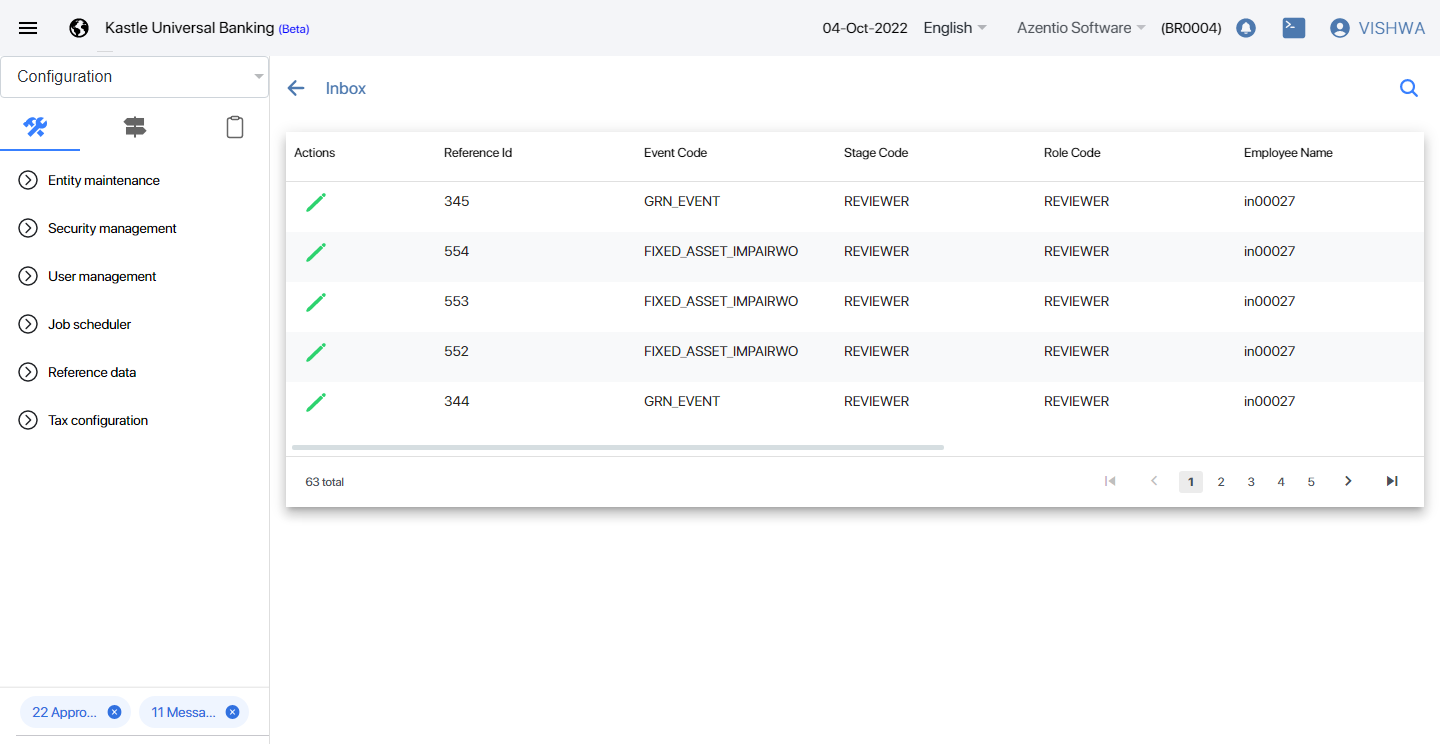 Kastle Universal Banking (Beta) 04-Oct-2022 English Azentio Software (BR0004) VISHWA
Configuration
Entity maintenance
Security management
User management
Job scheduler
Reference data
Tax configuration
22 Appro... 11 Messa...
Inbox
Actions Reference Id Event Code Stage Code Role Code Employee Name
345 GRN_EVENT REVIEWER REVIEWER in00027
554 FIXED_ASSET_IMPAIRWO REVIEWER REVIEWER in00027
553 FIXED_ASSET_IMPAIRWO REVIEWER REVIEWER in00027
552 FIXED_ASSET_IMPAIRWO REVIEWER REVIEWER in00027
344 GRN_EVENT REVIEWER REVIEWER in00027
63 total 1 2 3 4 5